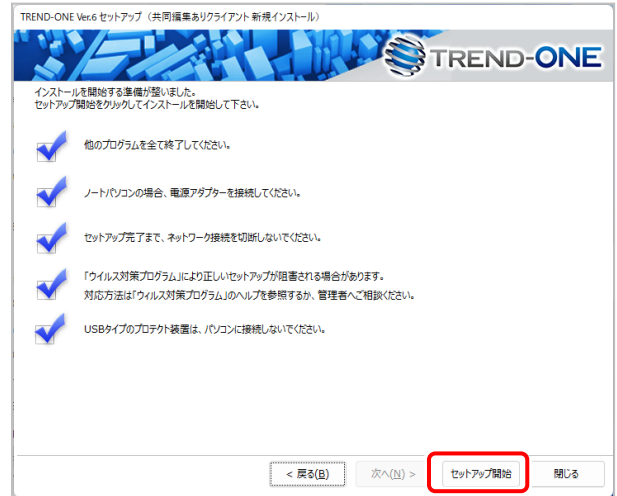 TREND-ONE Ver.6 セットアップ（共同編集ありクライアント 新規インストール）
TREND-ONE
インストールを開始する準備が整いました。
セットアップ開始をクリックしてインストールを開始して下さい。
他のプログラムを全て終了してください。
ノートパソコンの場合、電源アダプターを接続してください。
セットアップ完了まで、ネットワーク接続を切断しないでください。
「ウイルス対策プログラム」により正しいセットアップが阻害される場合があります。
対応方法は「ウイルス対策プログラム」のヘルプを参照するか、管理者へご相談ください。
USBタイプのプロテクト装置は、パソコンに接続しないでください。
< 戻る(B) 次へ(N) > セットアップ開始 閉じる